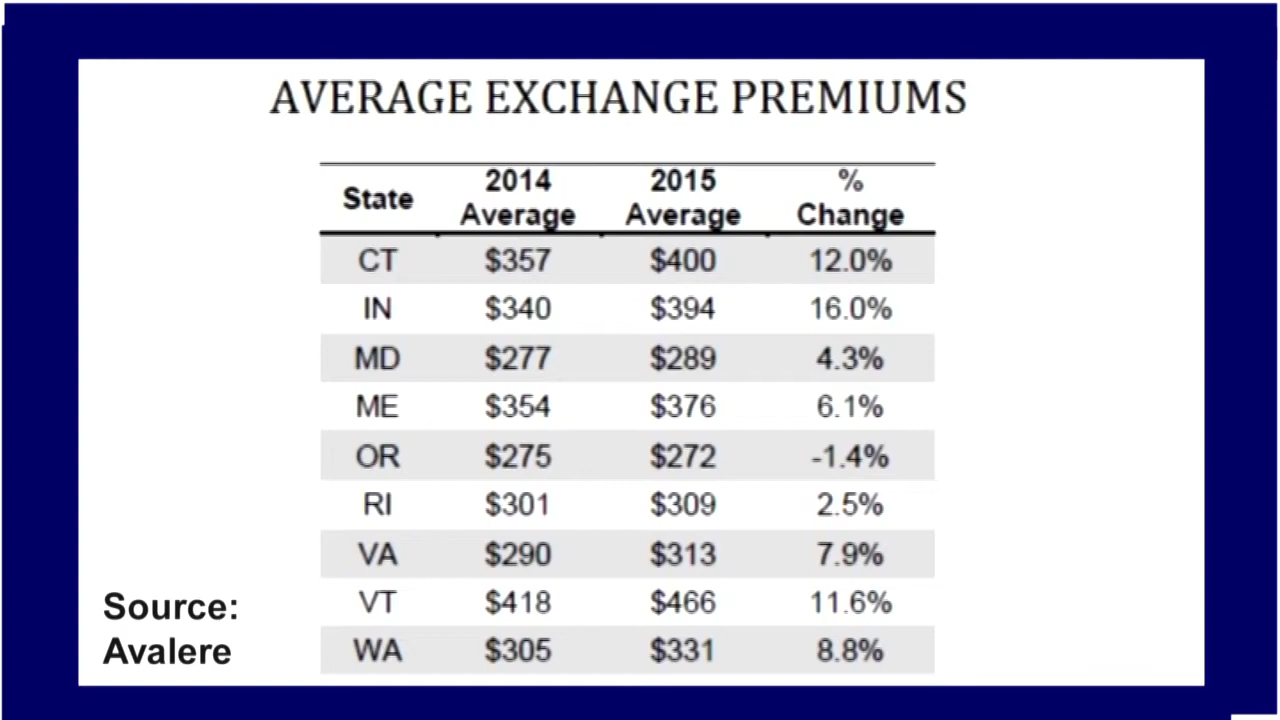 AVERAGE EXCHANGE PREMIUMS
State 2014 Average 2015 Average % Change
CT $357 $400 12.0%
IN $340 $394 16.0%
MD $277 $289 4.3%
ME $354 $376 6.1%
OR $275 $272 -1.4%
RI $301 $309 2.5%
VA $290 $313 7.9%
VT $418 $466 11.6%
WA $305 $331 8.8%
Source:
Avalere